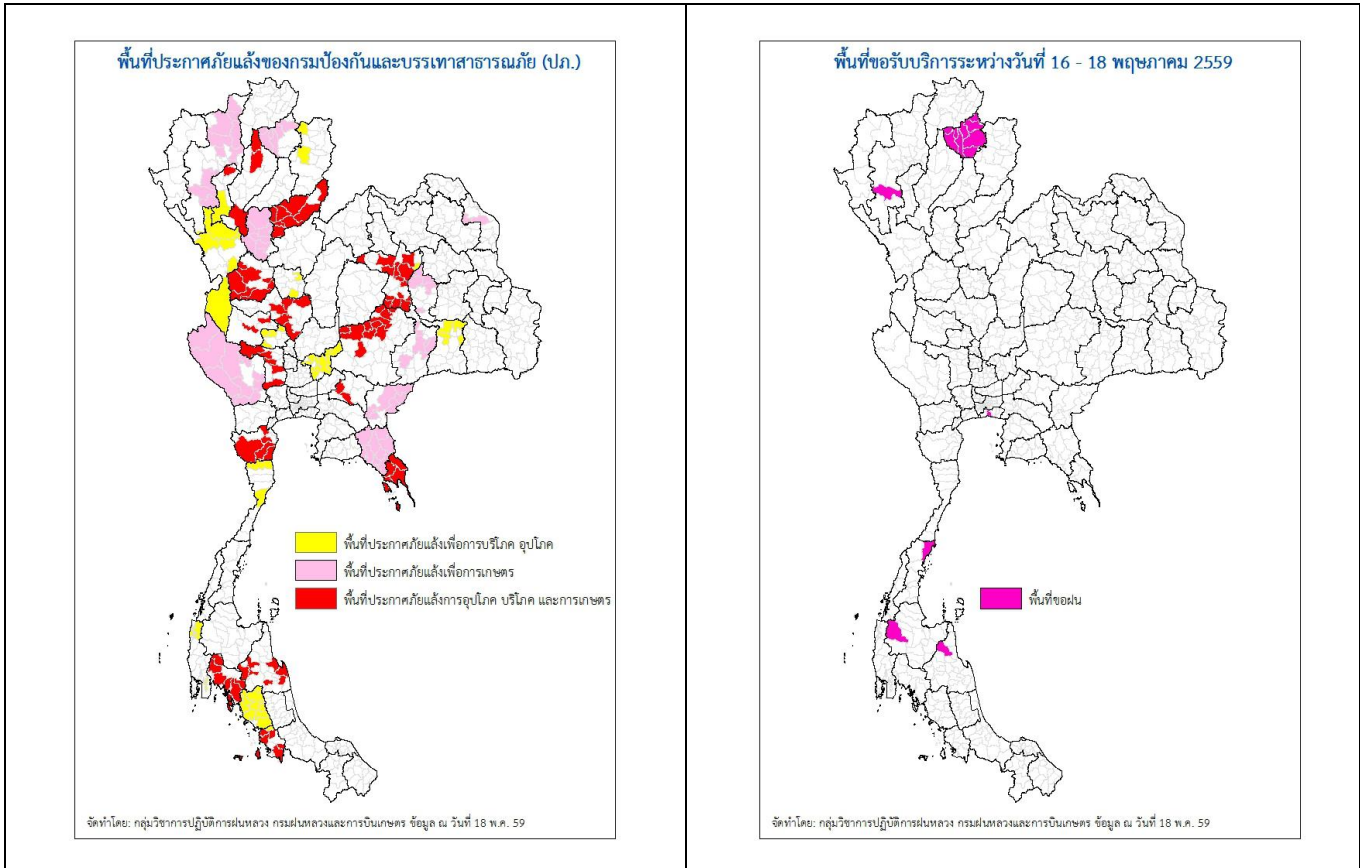 พื้นที่ประกาศภัยแล้งของกรมป้องกันและบรรเทาสาธารณภัย (ปภ.)
พื้นที่ประกาศภัยแล้งเพื่อการบริโภค อุปโภค
พื้นที่ประกาศภัยแล้งเพื่อการเกษตร
พื้นที่ประกาศภัยแล้งการอุปโภค บริโภค และการเกษตร
จัดทำโดย: กลุ่มวิชาการปฏิบัติการฝนหลวง กรมฝนหลวงและการบินเกษตร ข้อมูล ณ วันที่ 18 พ.ค. 59
พื้นที่ขอรับบริการระหว่างวันที่ 16 - 18 พฤษภาคม 2559
พื้นที่ขอฝน
จัดทำโดย: กลุ่มวิชาการปฏิบัติการฝนหลวง กรมฝนหลวงและการบินเกษตร ข้อมูล ณ วันที่ 18 พ.ค. 59